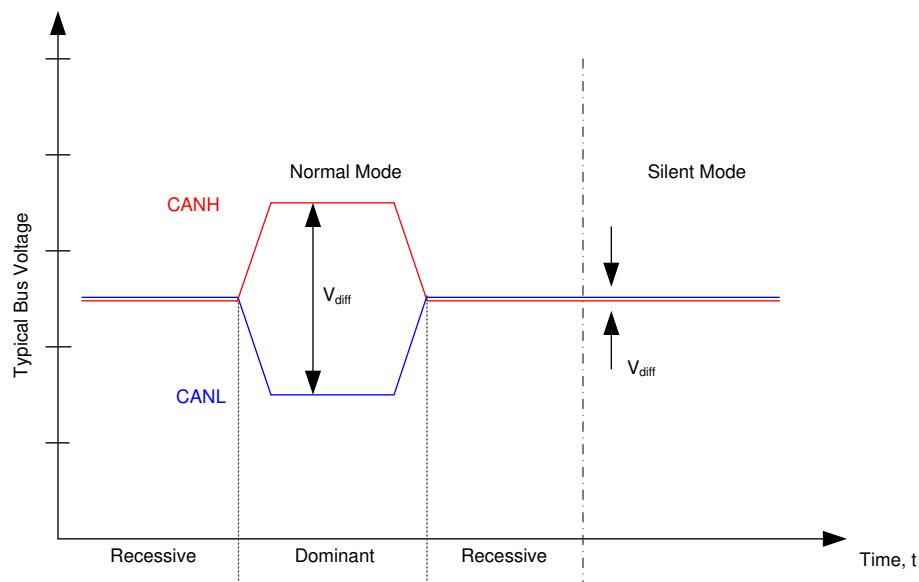 Normal Mode
Silent Mode
CANH
Typical Bus Voltage
Vdiff
Vdiff
CANL
Recessive
Dominant
Recessive
Time, t